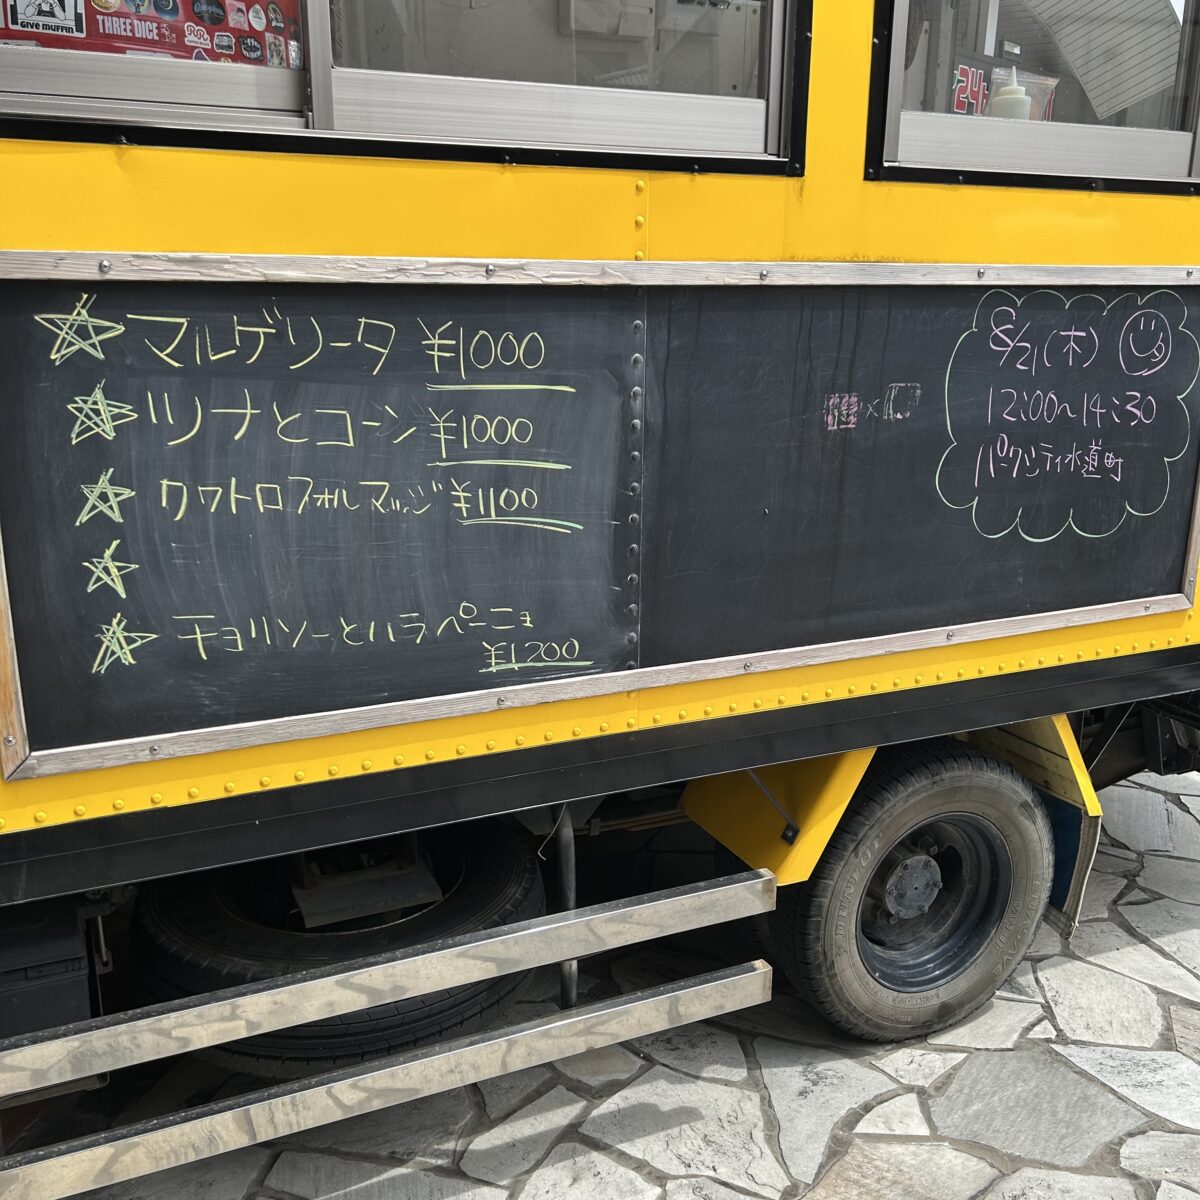 GIVE MUFFIN
THREE DICE
RR
24
マルゲリータ ¥1000
ツナとコーン ¥1000
クワトロフォルマッジ ¥1100
チョリソーとハラペーニョ
¥1200
8/21(木)
12:00~14:30
パークシティ水道町
DUNLOP